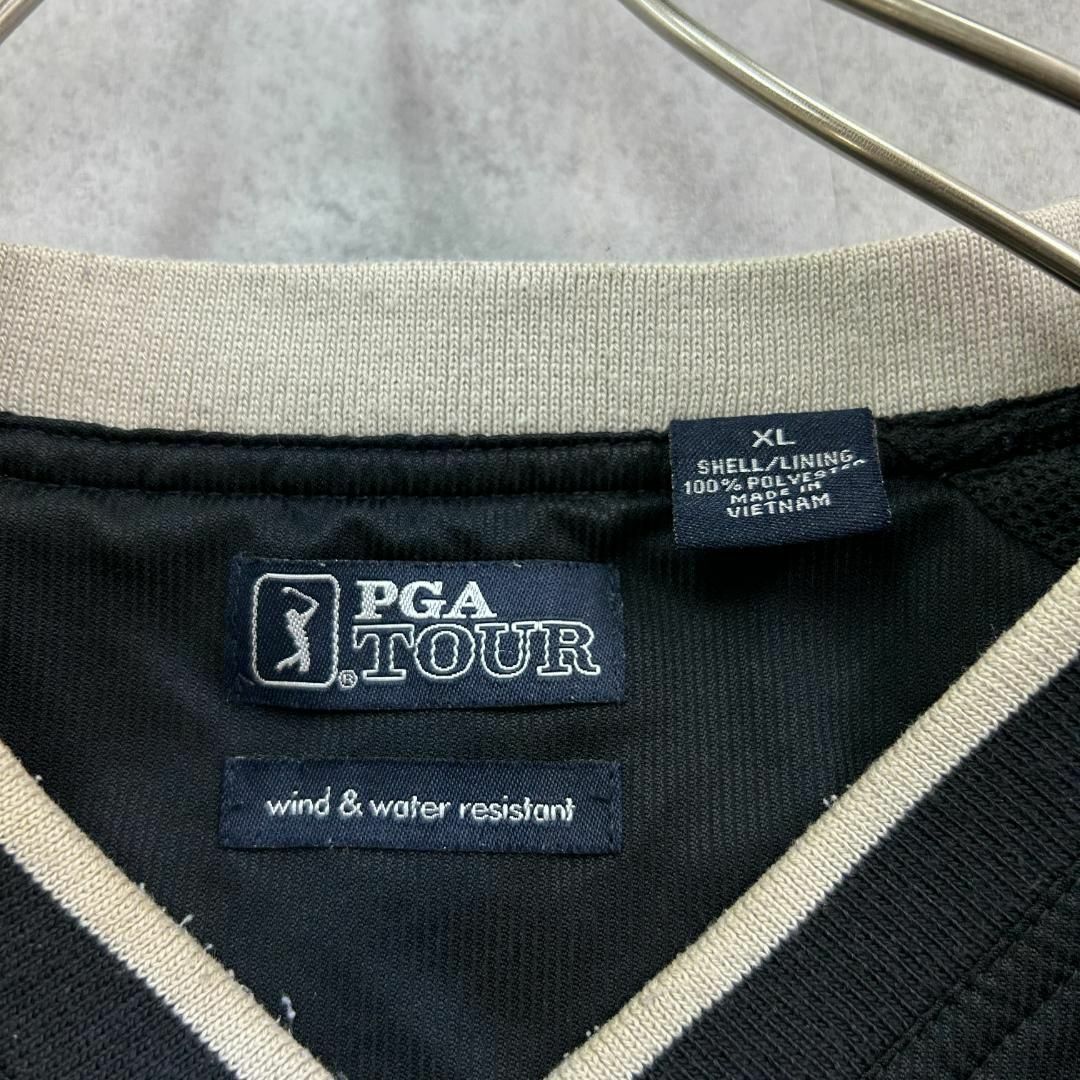 XL
SHELL/LINING
100% POLYESTER
MADE IN
VIETNAM
PGA
TOUR®
wind & water resistant